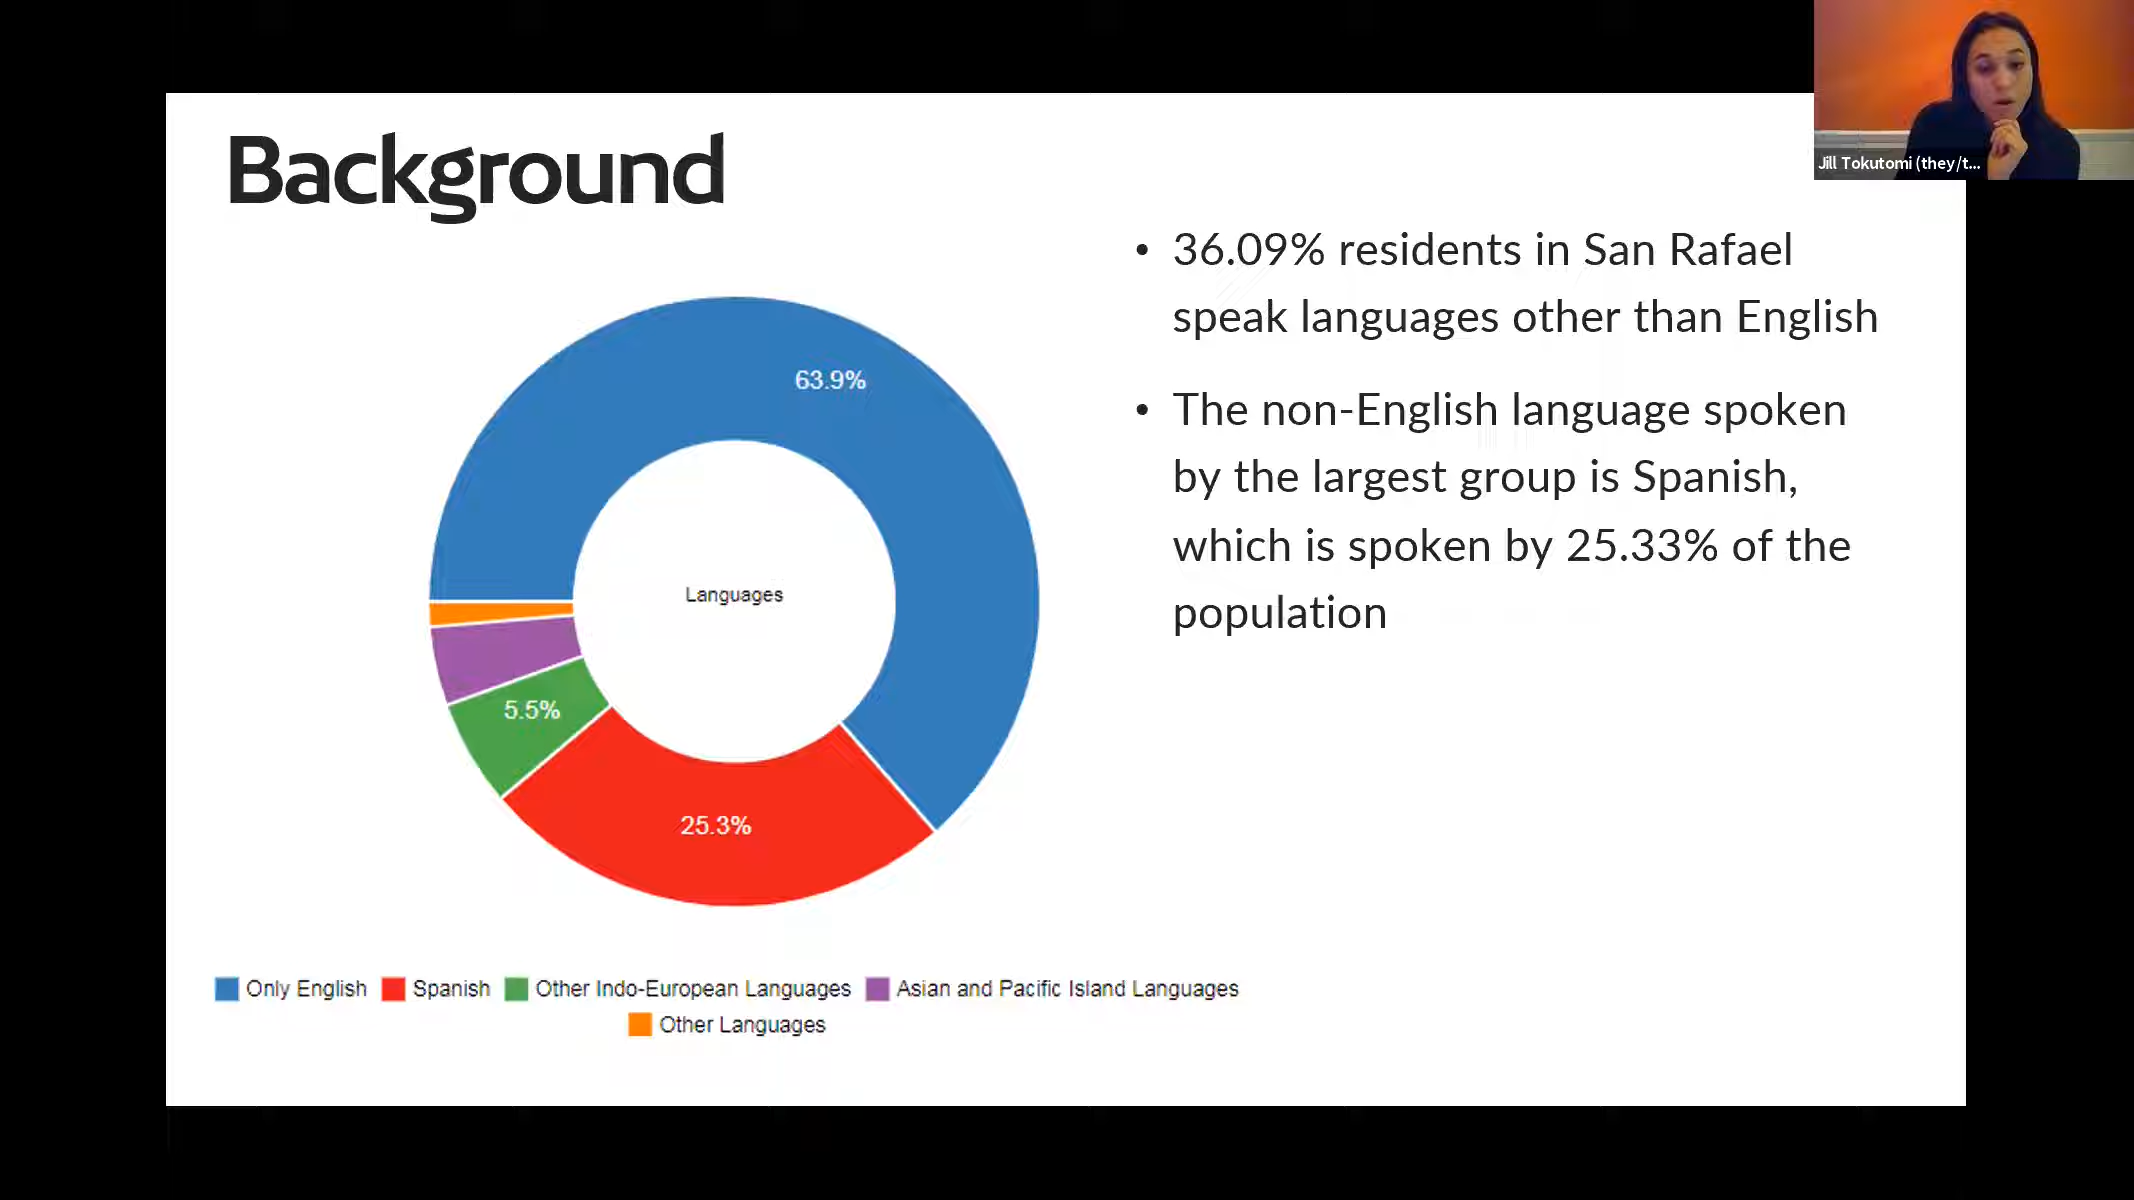 Background
Jill Tokutomi (they/t...
• 36.09% residents in San Rafael
speak languages other than English
• The non-English language spoken
by the largest group is Spanish,
which is spoken by 25.33% of the
population
63.9%
Languages
5.5%
25.3%
Only English Spanish Other Indo-European Languages Asian and Pacific Island Languages
Other Languages